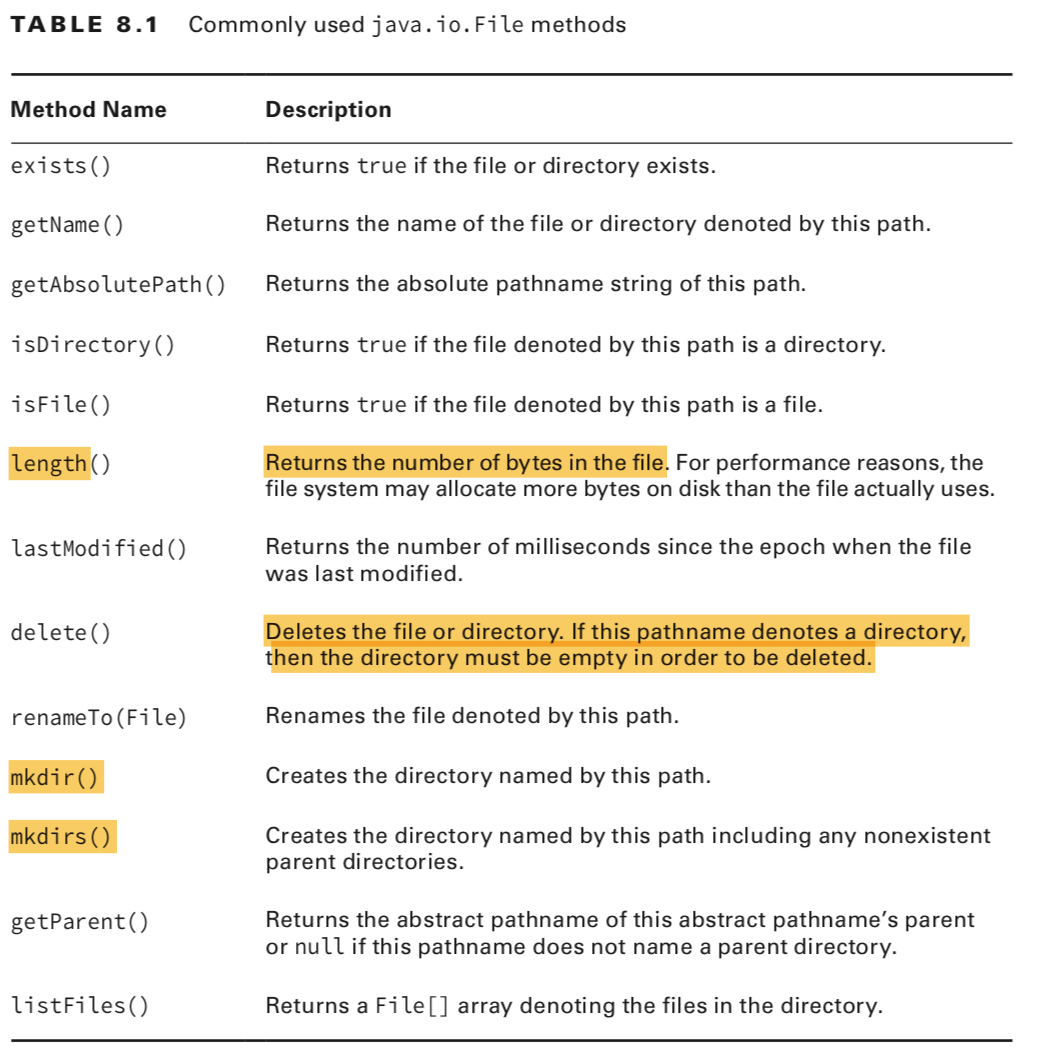 TABLE 8.1 Commonly used java.io.File methods
Method Name Description
exists() Returns true if the file or directory exists.
getName() Returns the name of the file or directory denoted by this path.
getAbsolutePath() Returns the absolute pathname string of this path.
isDirectory() Returns true if the file denoted by this path is a directory.
isFile() Returns true if the file denoted by this path is a file.
length() Returns the number of bytes in the file. For performance reasons, the
file system may allocate more bytes on disk than the file actually uses.
lastModified() Returns the number of milliseconds since the epoch when the file
was last modified.
delete() Deletes the file or directory. If this pathname denotes a directory,
then the directory must be empty in order to be deleted.
renameTo(File) Renames the file denoted by this path.
mkdir() Creates the directory named by this path.
mkdirs() Creates the directory named by this path including any nonexistent
parent directories.
getParent() Returns the abstract pathname of this abstract pathname’s parent
or null if this pathname does not name a parent directory.
listFiles() Returns a File[] array denoting the files in the directory.